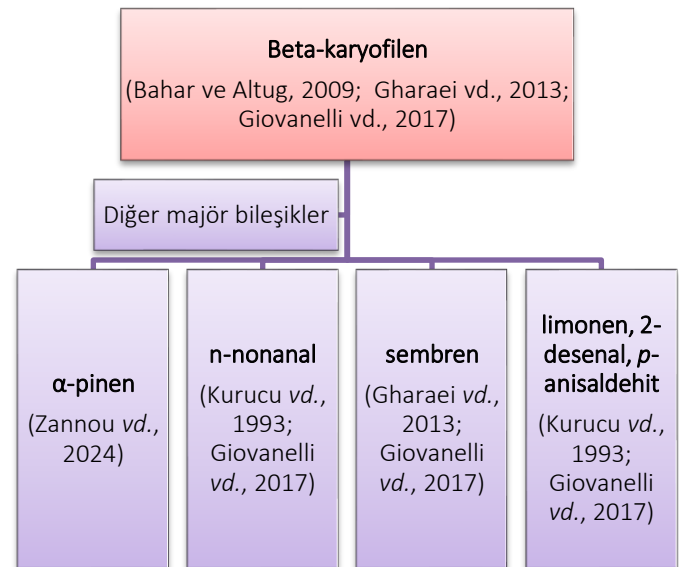 Beta-karyofilen
(Bahar ve Altug, 2009;  Gharaei vd., 2013;
Giovanelli vd., 2017)
Diğer majör bileşikler
α-pinen
(Zannou vd.,
2024)
n-nonanal
(Kurucu vd.,
1993;
Giovanelli
vd., 2017)
sembren
(Gharaei vd.,
2013;
Giovanelli
vd., 2017)
limonen, 2-
desenal, p-
anisaldehit
(Kurucu vd.,
1993;
Giovanelli
vd., 2017)